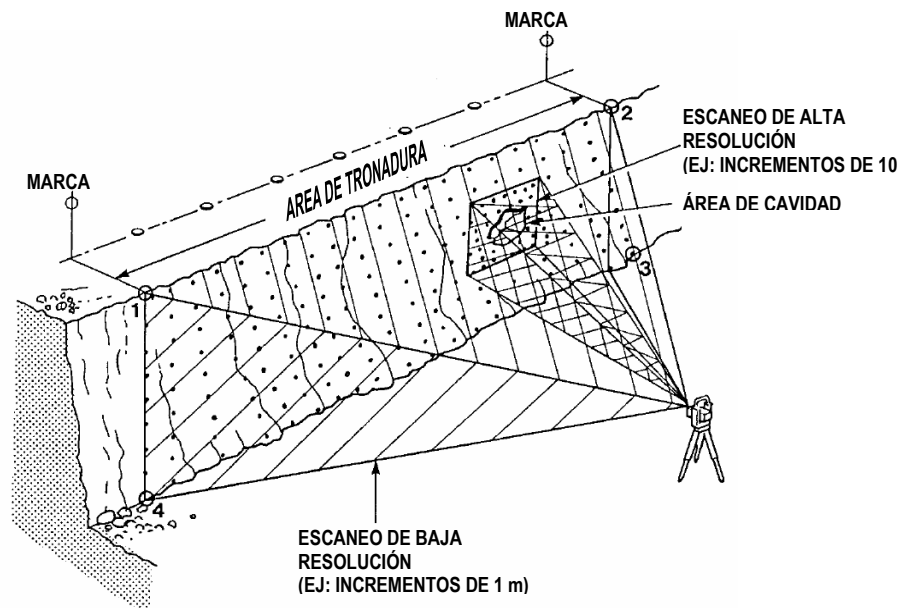 MARCA
2
ESCANEO DE ALTA
RESOLUCIÓN
(EJ: INCREMENTOS DE 10
ÁREA DE CAVIDAD
MARCA
AREA DE TRONADURA
3
1
4
ESCANEO DE BAJA
RESOLUCIÓN
(EJ: INCREMENTOS DE 1 m)